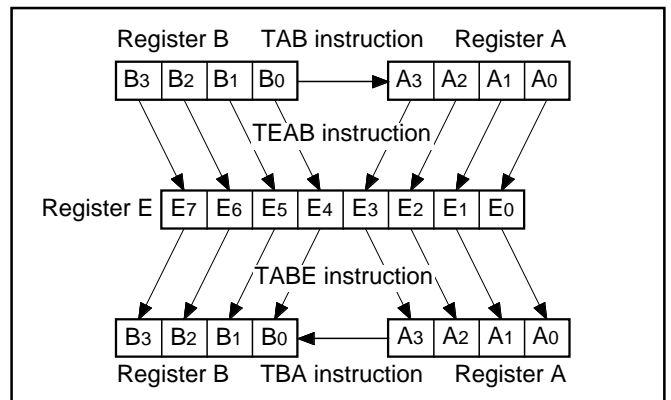 Register B TAB instruction Register A
B3 B2 B1 B0 A3 A2 A1 A0
TEAB instruction
Register E E7 E6 E5 E4 E3 E2 E1 E0
TABE instruction
B3 B2 B1 B0 A3 A2 A1 A0
Register B TBA instruction Register A